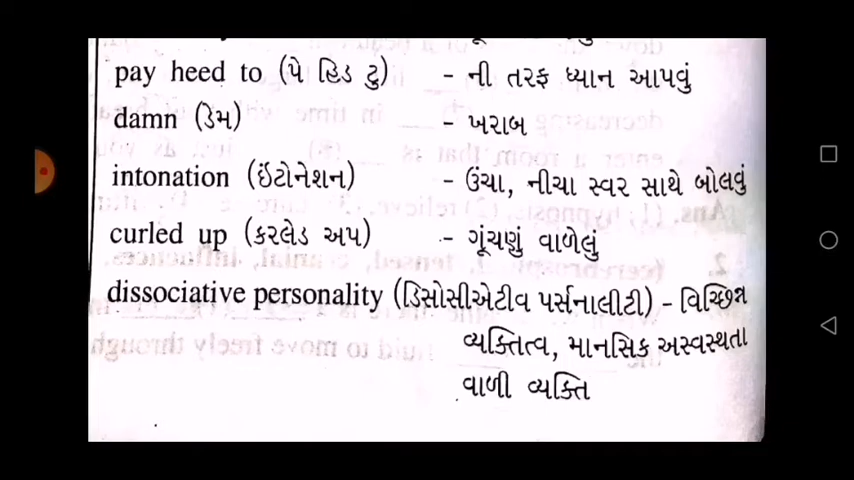 pay heed to (પે હિડ ટુ) - ની તરફ ધ્યાન આપવું
damn (ડેમ) - ખરાબ
intonation (ઇંટોનેશન) - ઉંચા, નીચા સ્વર સાથે બોલવું
curled up (કરલેડ અપ) - ગૂંચણું વાળેલું
dissociative personality (ડિસોસીએટીવ પર્સનાલીટી) - વિચ્છિન્ન
વ્યક્તિત્વ, માનસિક અસ્વસ્થતા
વાળી વ્યક્તિ